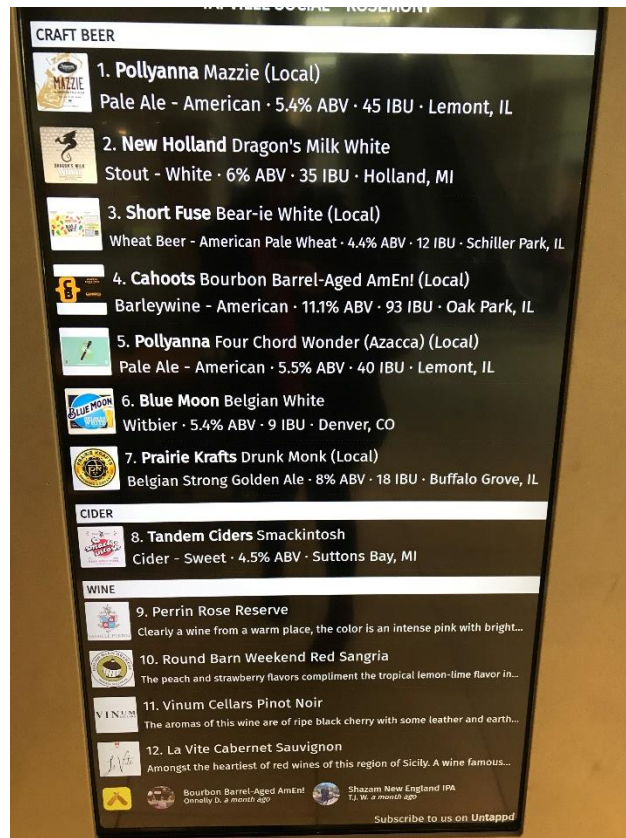 TAPVILLE SOCIAL - ROSEMONT
CRAFT BEER
MAZZIE
1. Pollyanna Mazzie (Local)
Pale Ale - American · 5.4% ABV · 45 IBU · Lemont, IL
2. New Holland Dragon's Milk White
Stout - White · 6% ABV · 35 IBU · Holland, MI
3. Short Fuse Bear-ie White (Local)
Wheat Beer - American Pale Wheat · 4.4% ABV · 12 IBU · Schiller Park, IL
4. Cahoots Bourbon Barrel-Aged AmEn! (Local)
Barleywine - American · 11.1% ABV · 93 IBU · Oak Park, IL
5. Pollyanna Four Chord Wonder (Azacca) (Local)
Pale Ale - American · 5.5% ABV · 40 IBU · Lemont, IL
BLUE MOON
6. Blue Moon Belgian White
Witbier · 5.4% ABV · 9 IBU · Denver, CO
7. Prairie Krafts Drunk Monk (Local)
Belgian Strong Golden Ale · 8% ABV · 18 IBU · Buffalo Grove, IL
CIDER
8. Tandem Ciders Smackintosh
Cider - Sweet · 4.5% ABV · Suttons Bay, MI
WINE
9. Perrin Rose Reserve
Clearly a wine from a warm place, the color is an intense pink with bright...
10. Round Barn Weekend Red Sangria
The peach and strawberry flavors compliment the tropical lemon-lime flavor in...
VINUM
11. Vinum Cellars Pinot Noir
The aromas of this wine are of ripe black cherry with some leather and earth...
12. La Vite Cabernet Sauvignon
Amongst the heartiest of red wines of this region of Sicily. A wine famous...
Bourbon Barrel-Aged AmEn!
Onnolly D. a month ago
Shazam New England IPA
T.J. W. a month ago
Subscribe to us on Untappd